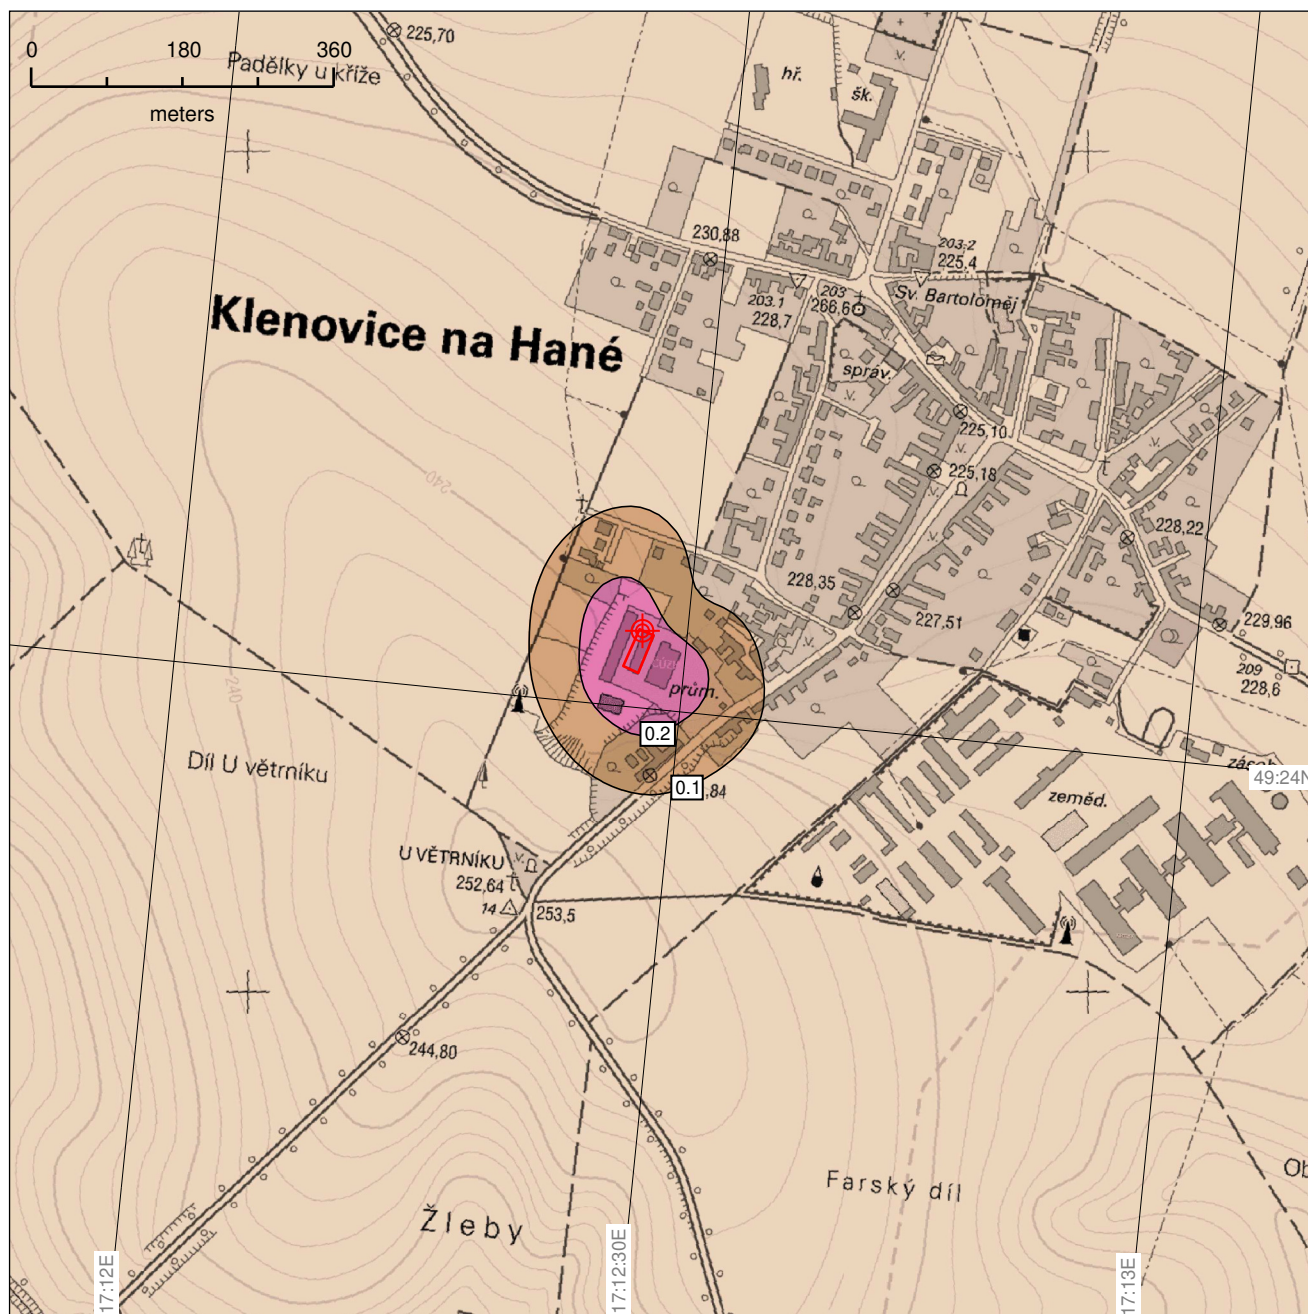 0 180 360
meters
225,70
Padělky u kříže
hř.
šk.
230,88
203.2
225,4
203.1
228,7
203
266,6
Sv. Bartoloměj
Klenovice na Hané
správ.
225,10
240
225,18
228,22
228,35
227,51
229,96
209
228,6
240
prům.
0.2
Díl U větrníku
0.1
,84
zásob.
49:24N
zeměd.
U VĚTRNÍKU
252,64
14
253,5
244,80
Farský díl
Ob
Žleby
17:12E
17:12:30E
17:13E